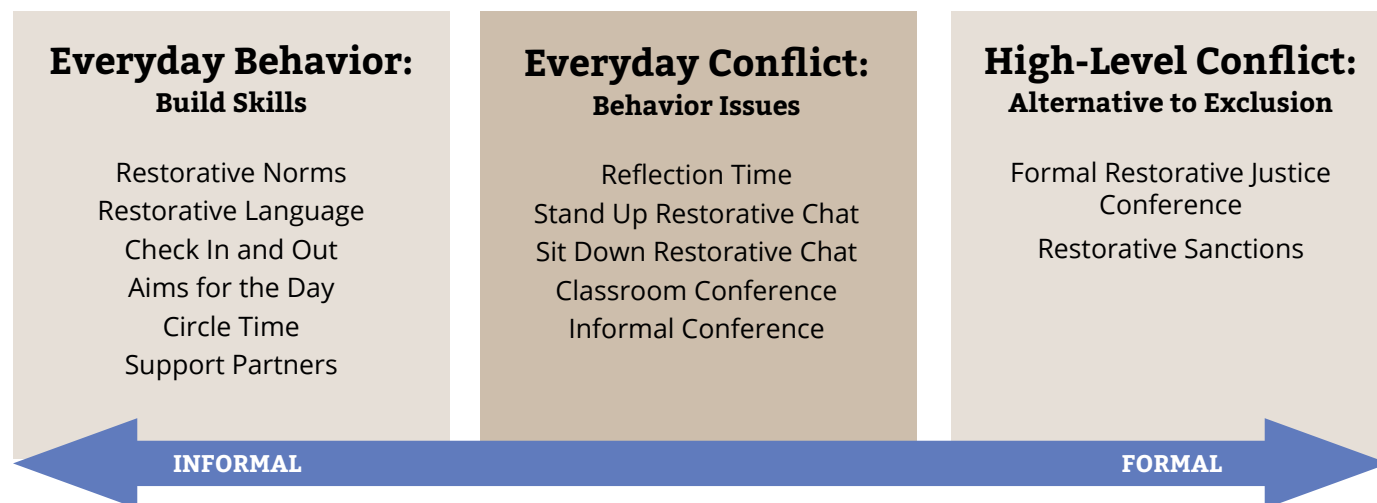 Everyday Behavior:
Build Skills
Restorative Norms
Restorative Language
Check In and Out
Aims for the Day
Circle Time
Support Partners
Everyday Conflict:
Behavior Issues
Reflection Time
Stand Up Restorative Chat
Sit Down Restorative Chat
Classroom Conference
Informal Conference
High-Level Conflict:
Alternative to Exclusion
Formal Restorative Justice
Conference
Restorative Sanctions
INFORMAL
FORMAL